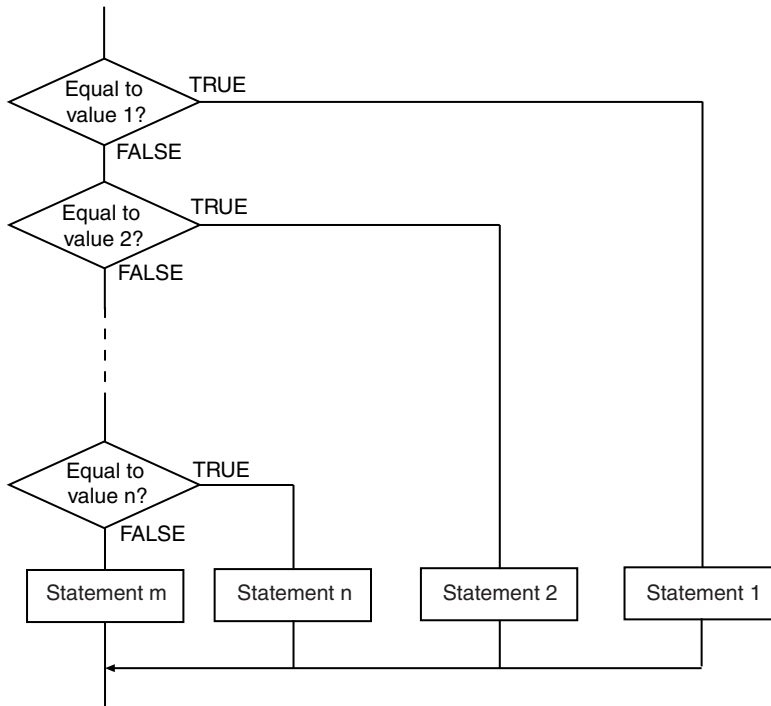 Equal to
value 1?
TRUE
FALSE
Equal to
value 2?
TRUE
FALSE
Equal to
value n?
TRUE
FALSE
Statement m
Statement n
Statement 2
Statement 1